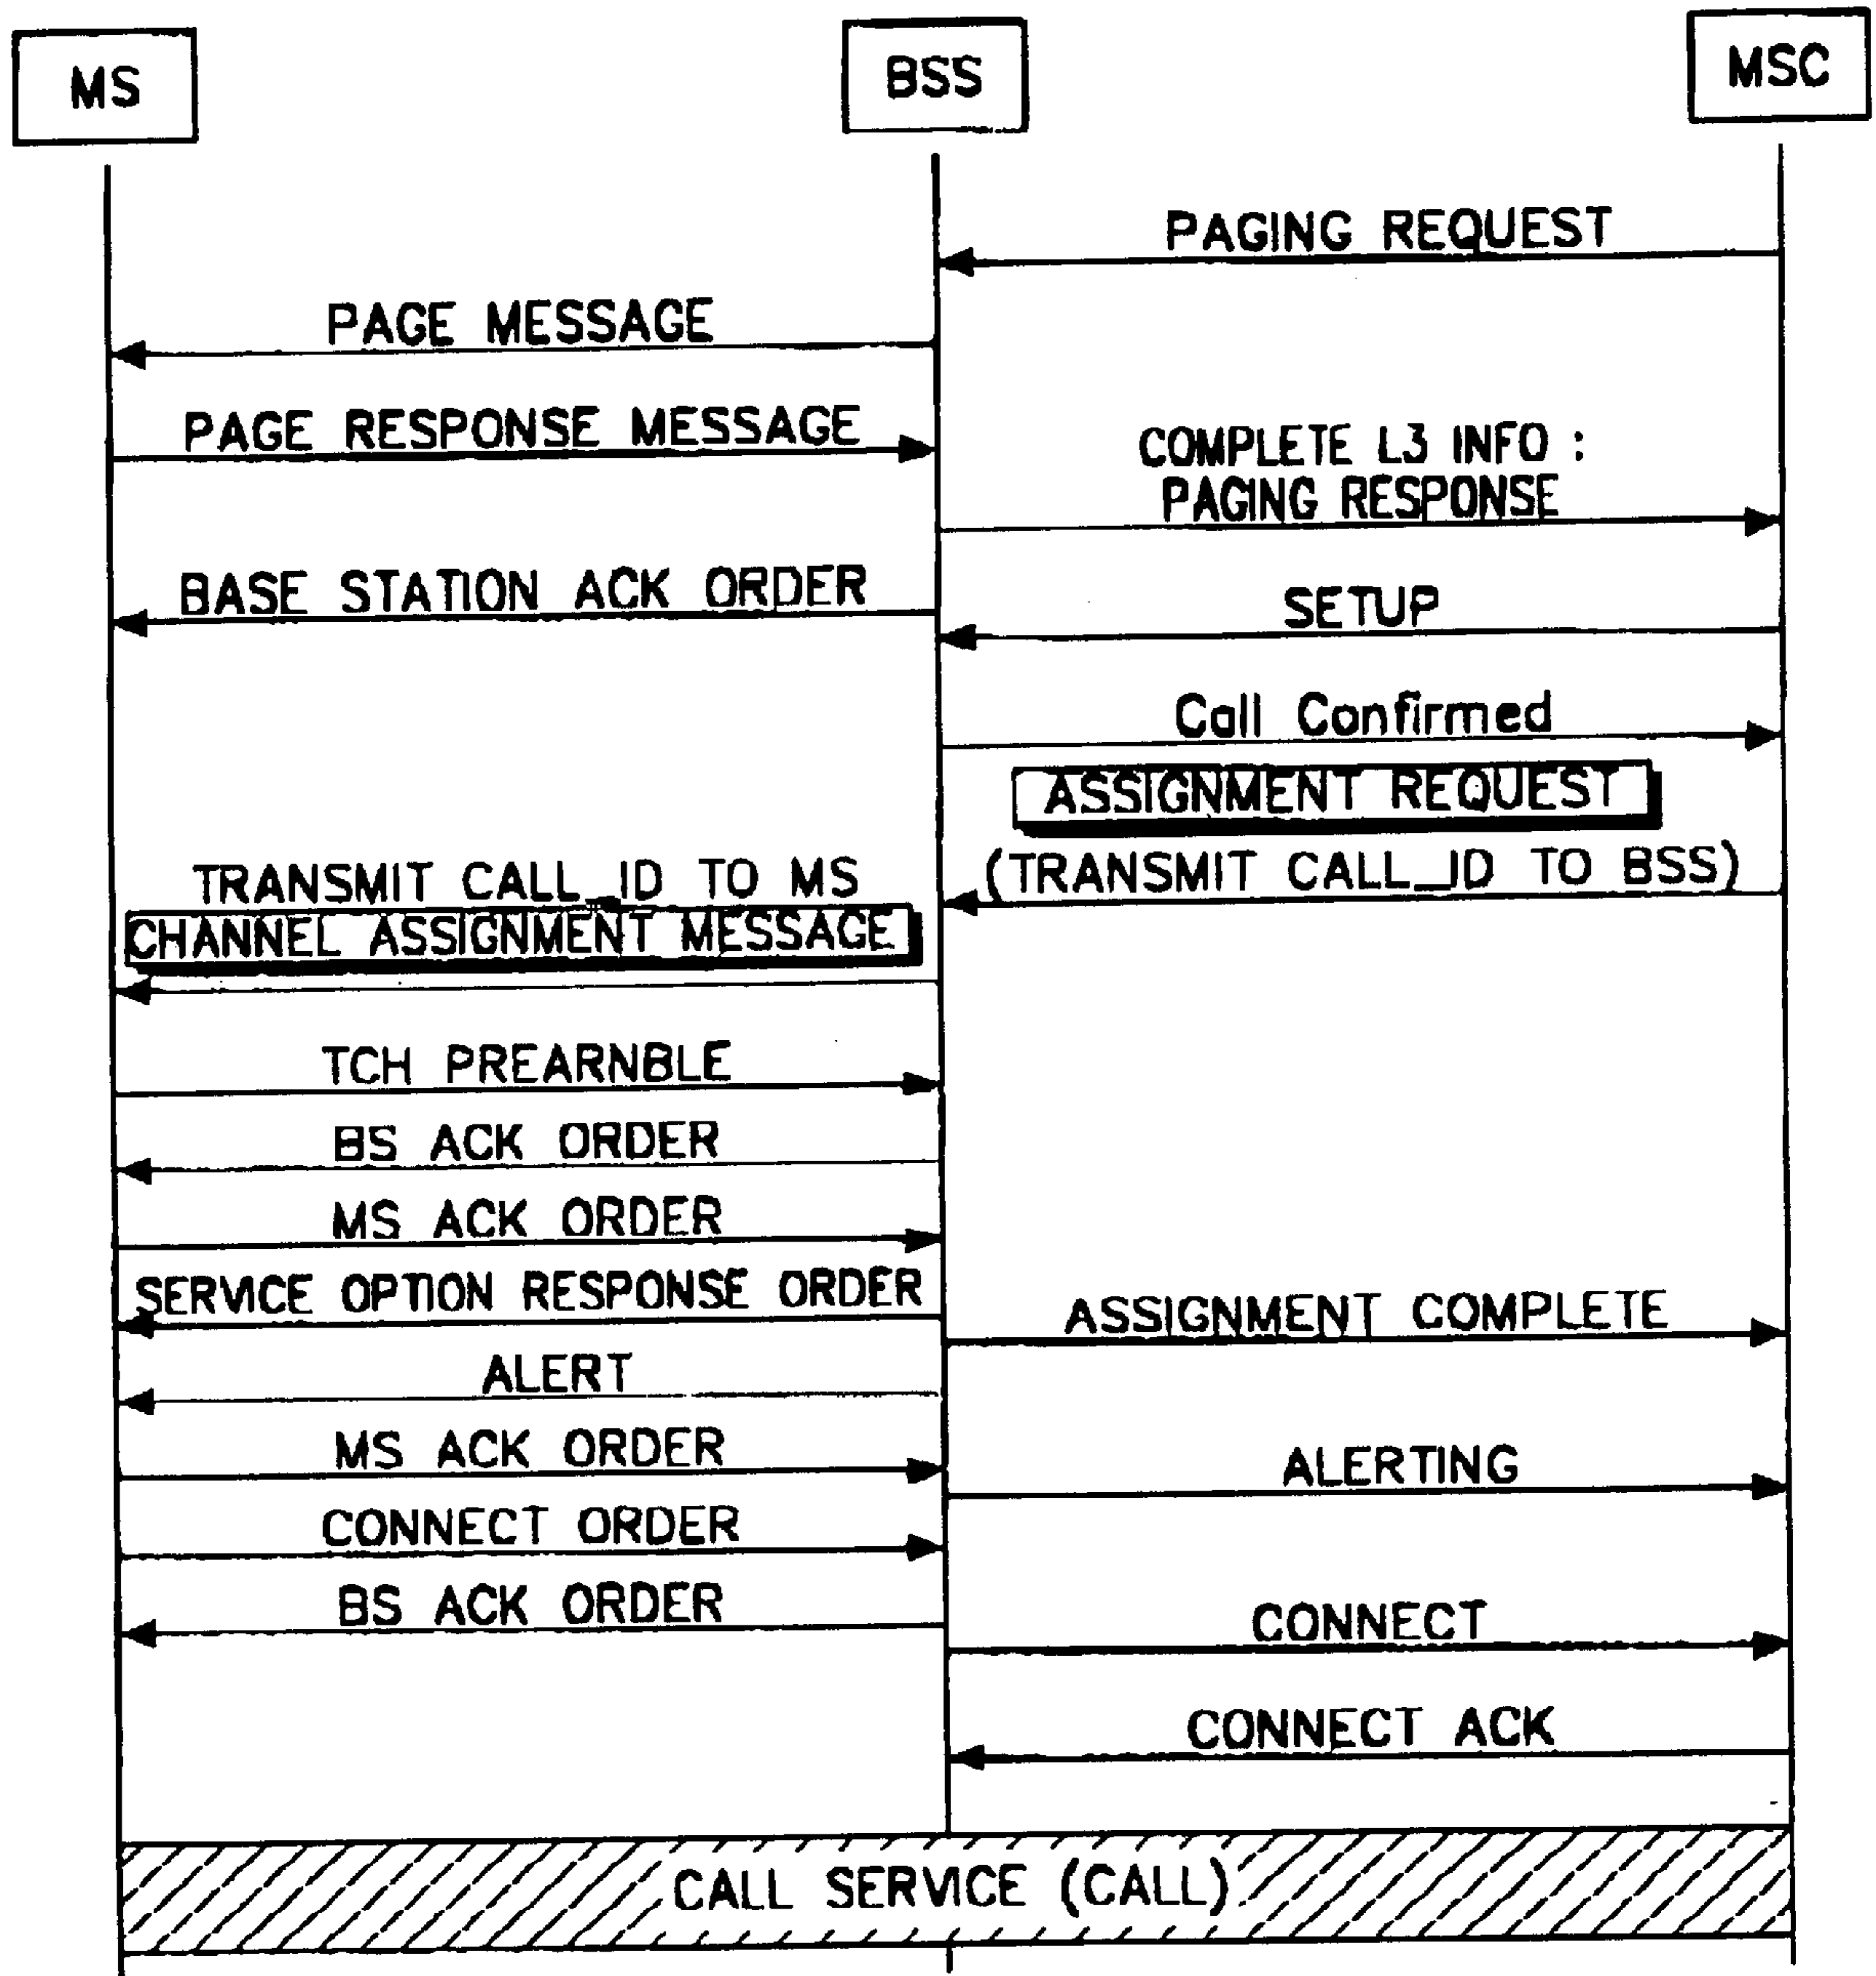 MS
BSS
MSC
PAGING REQUEST
PAGE MESSAGE
PAGE RESPONSE MESSAGE
COMPLETE L3 INFO :
PAGING RESPONSE
BASE STATION ACK ORDER
SETUP
Call Confirmed
ASSIGNMENT REQUEST
(TRANSMIT CALL_ID TO BSS)
TRANSMIT CALL_ID TO MS
CHANNEL ASSIGNMENT MESSAGE
TCH PREARNBLE
BS ACK ORDER
MS ACK ORDER
SERVICE OPTION RESPONSE ORDER
ASSIGNMENT COMPLETE
ALERT
MS ACK ORDER
ALERTING
CONNECT ORDER
BS ACK ORDER
CONNECT
CONNECT ACK
CALL SERVICE (CALL)